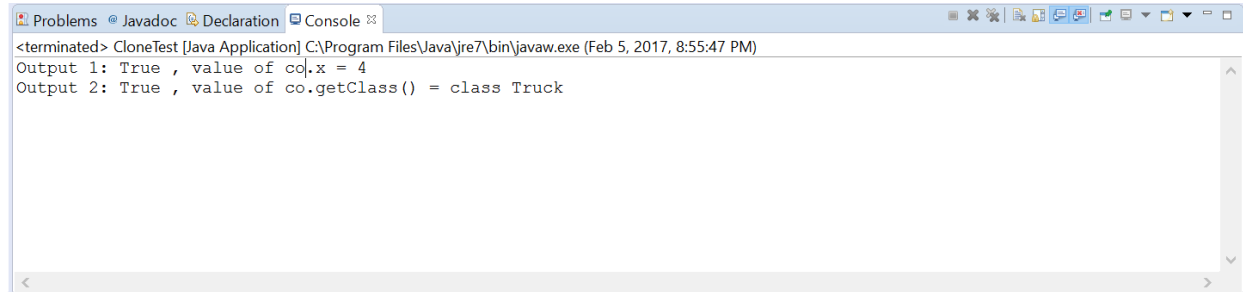 Problems @ Javadoc Declaration Console
<terminated> CloneTest [Java Application] C:\Program Files\Java\jre7\bin\javaw.exe (Feb 5, 2017, 8:55:47 PM)
Output 1: True , value of co.x = 4
Output 2: True , value of co.getClass() = class Truck